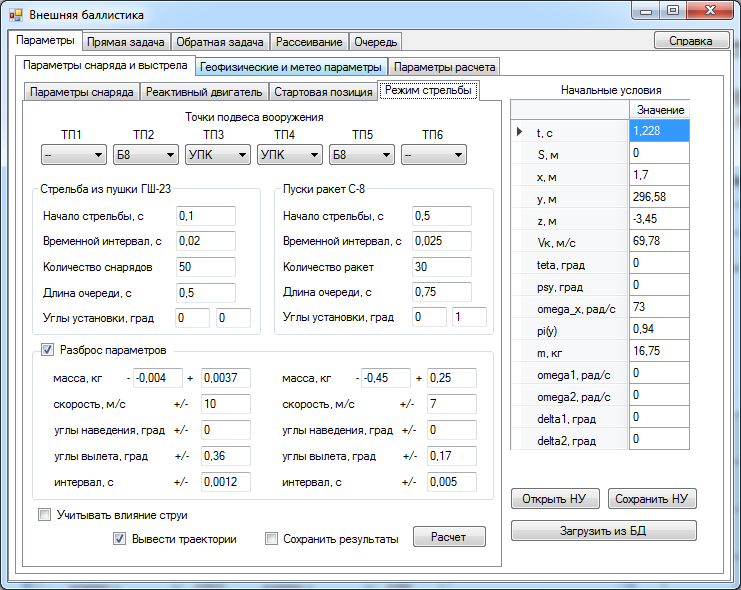 Внешняя баллистика
Параметры Прямая задача Обратная задача Рассеивание Очередь Справка
Параметры снаряда и выстрела Геофизические и метео параметры Параметры расчета
Параметры снаряда Реактивный двигатель Стартовая позиция Режим стрельбы
Точки подвеса вооружения
ТП1 ТП2 ТП3 ТП4 ТП5 ТП6
-- Б8 УПК УПК Б8 --
Стрельба из пушки ГШ-23
Начало стрельбы, с 0,1
Временной интервал, с 0,02
Количество снарядов 50
Длина очереди, с 0,5
Углы установки, град 0 0
Пуски ракет С-8
Начало стрельбы, с 0,5
Временной интервал, с 0,025
Количество ракет 30
Длина очереди, с 0,75
Углы установки, град 0 1
Разброс параметров
масса, кг - -0,004 + 0,0037 масса, кг - -0,45 + 0,25
скорость, м/с +/- 10 скорость, м/с +/- 7
углы наведения, град +/- 0 углы наведения, град +/- 0
углы вылета, град +/- 0,36 углы вылета, град +/- 0,17
интервал, с +/- 0,0012 интервал, с +/- 0,005
Учитывать влияние струи
Вывести траектории Сохранить результаты Расчет
Начальные условия
Значение
t, с 1,228
S, м 0
x, м 1,7
y, м 296,58
z, м -3,45
Vк, м/с 69,78
teta, град 0
psy, град 0
omega_x, рад/с 73
pi(y) 0,94
m, кг 16,75
omega1, рад/с 0
omega2, рад/с 0
delta1, град 0
delta2, град 0
Открыть НУ Сохранить НУ
Загрузить из БД